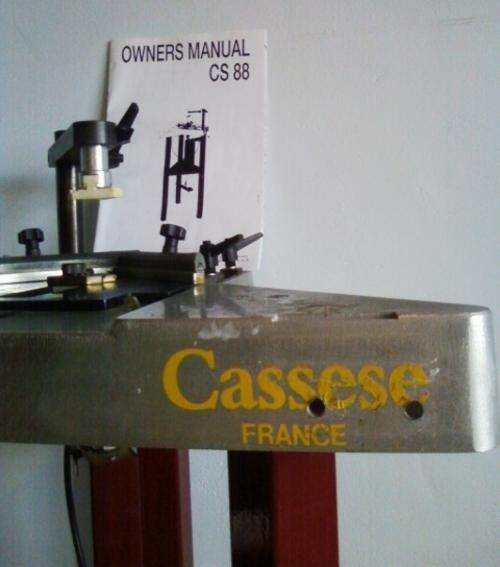 OWNERS MANUAL
CS 88
Cassese
FRANCE